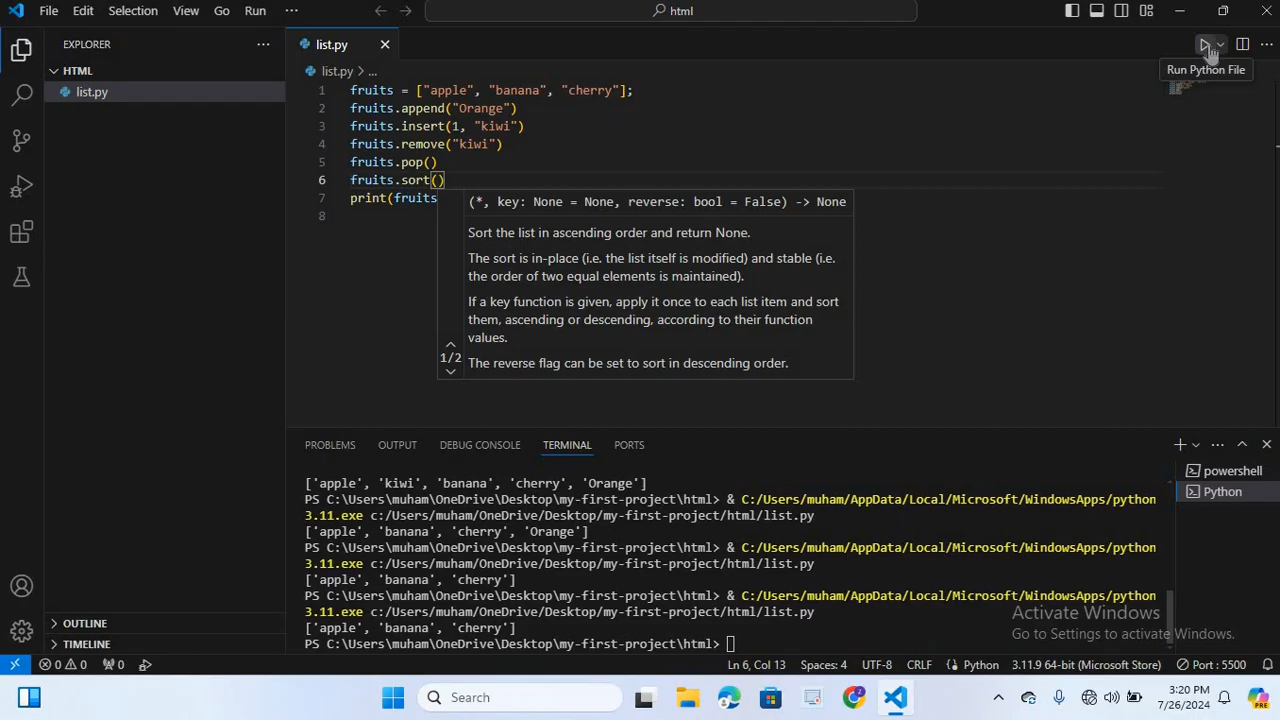 File Edit Selection View Go Run ··· html
EXPLORER ···
list.py
Run Python File
HTML
list.py
list.py > ...
1 fruits = ["apple", "banana", "cherry"];
2 fruits.append("Orange")
3 fruits.insert(1, "kiwi")
4 fruits.remove("kiwi")
5 fruits.pop()
6 fruits.sort()
7 print(fruits
8
(*, key: None = None, reverse: bool = False) -> None
Sort the list in ascending order and return None.
The sort is in-place (i.e. the list itself is modified) and stable (i.e.
the order of two equal elements is maintained).
If a key function is given, apply it once to each list item and sort
them, ascending or descending, according to their function
values.
1/2
The reverse flag can be set to sort in descending order.
PROBLEMS OUTPUT DEBUG CONSOLE TERMINAL PORTS
powershell
Python
['apple', 'kiwi', 'banana', 'cherry', 'Orange']
PS C:\Users\muham\OneDrive\Desktop\my-first-project\html> & C:/Users/muham/AppData/Local/Microsoft/WindowsApps/python
3.11.exe c:/Users/muham/OneDrive/Desktop/my-first-project/html/list.py
['apple', 'banana', 'cherry', 'Orange']
PS C:\Users\muham\OneDrive\Desktop\my-first-project\html> & C:/Users/muham/AppData/Local/Microsoft/WindowsApps/python
3.11.exe c:/Users/muham/OneDrive/Desktop/my-first-project/html/list.py
['apple', 'banana', 'cherry']
PS C:\Users\muham\OneDrive\Desktop\my-first-project\html> & C:/Users/muham/AppData/Local/Microsoft/WindowsApps/python
3.11.exe c:/Users/muham/OneDrive/Desktop/my-first-project/html/list.py
['apple', 'banana', 'cherry']
PS C:\Users\muham\OneDrive\Desktop\my-first-project\html>
Activate Windows
Go to Settings to activate Windows.
OUTLINE
TIMELINE
0 0 0 Ln 6, Col 13 Spaces: 4 UTF-8 CRLF Python 3.11.9 64-bit (Microsoft Store) Port : 5500
Search
3:20 PM
7/26/2024
PRE